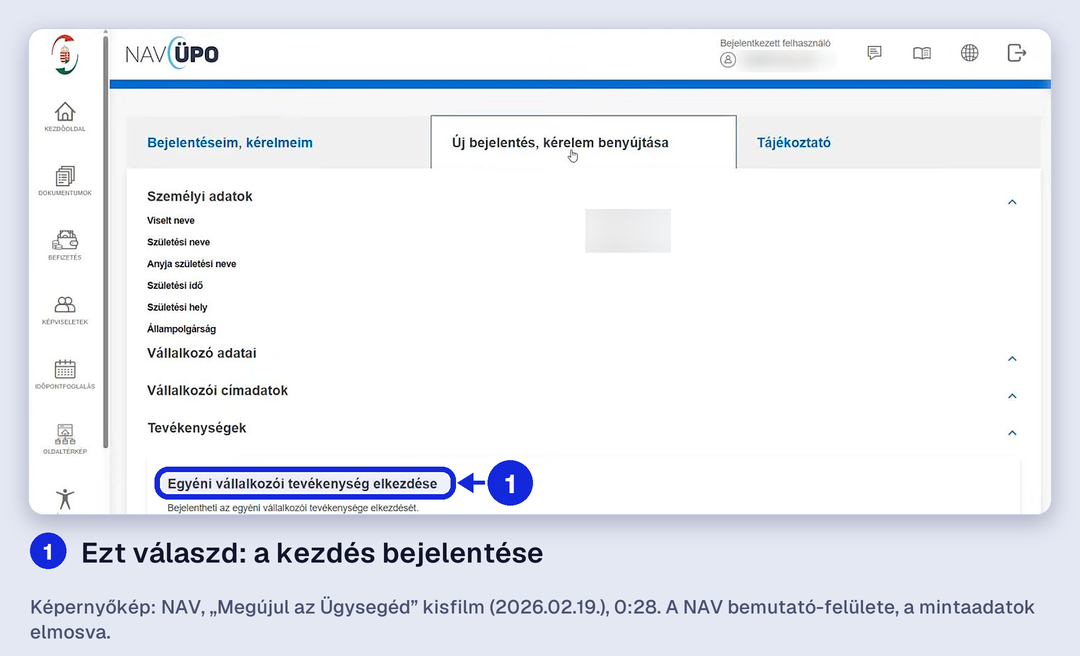 NAV ÜPO
Bejelentkezett felhasználó
KEZDŐOLDAL
DOKUMENTUMOK
BEFIZETÉS
KÉPVISELETEK
IDŐPONTFOGLALÁS
OLDALTÉRKÉP
Bejelentéseim, kérelmeim
Új bejelentés, kérelem benyújtása
Tájékoztató
Személyi adatok
Viselt neve
Születési neve
Anyja születési neve
Születési idő
Születési hely
Állampolgárság
Vállalkozó adatai
Vállalkozói címadatok
Tevékenységek
Egyéni vállalkozói tevékenység elkezdése
1
Bejelentheti az egyéni vállalkozói tevékenysége elkezdését.
1 Ezt válaszd: a kezdés bejelentése
Képernyőkép: NAV, „Megújul az Ügysegéd” kisfilm (2026.02.19.), 0:28. A NAV bemutató-felülete, a mintaadatok
elmosva.